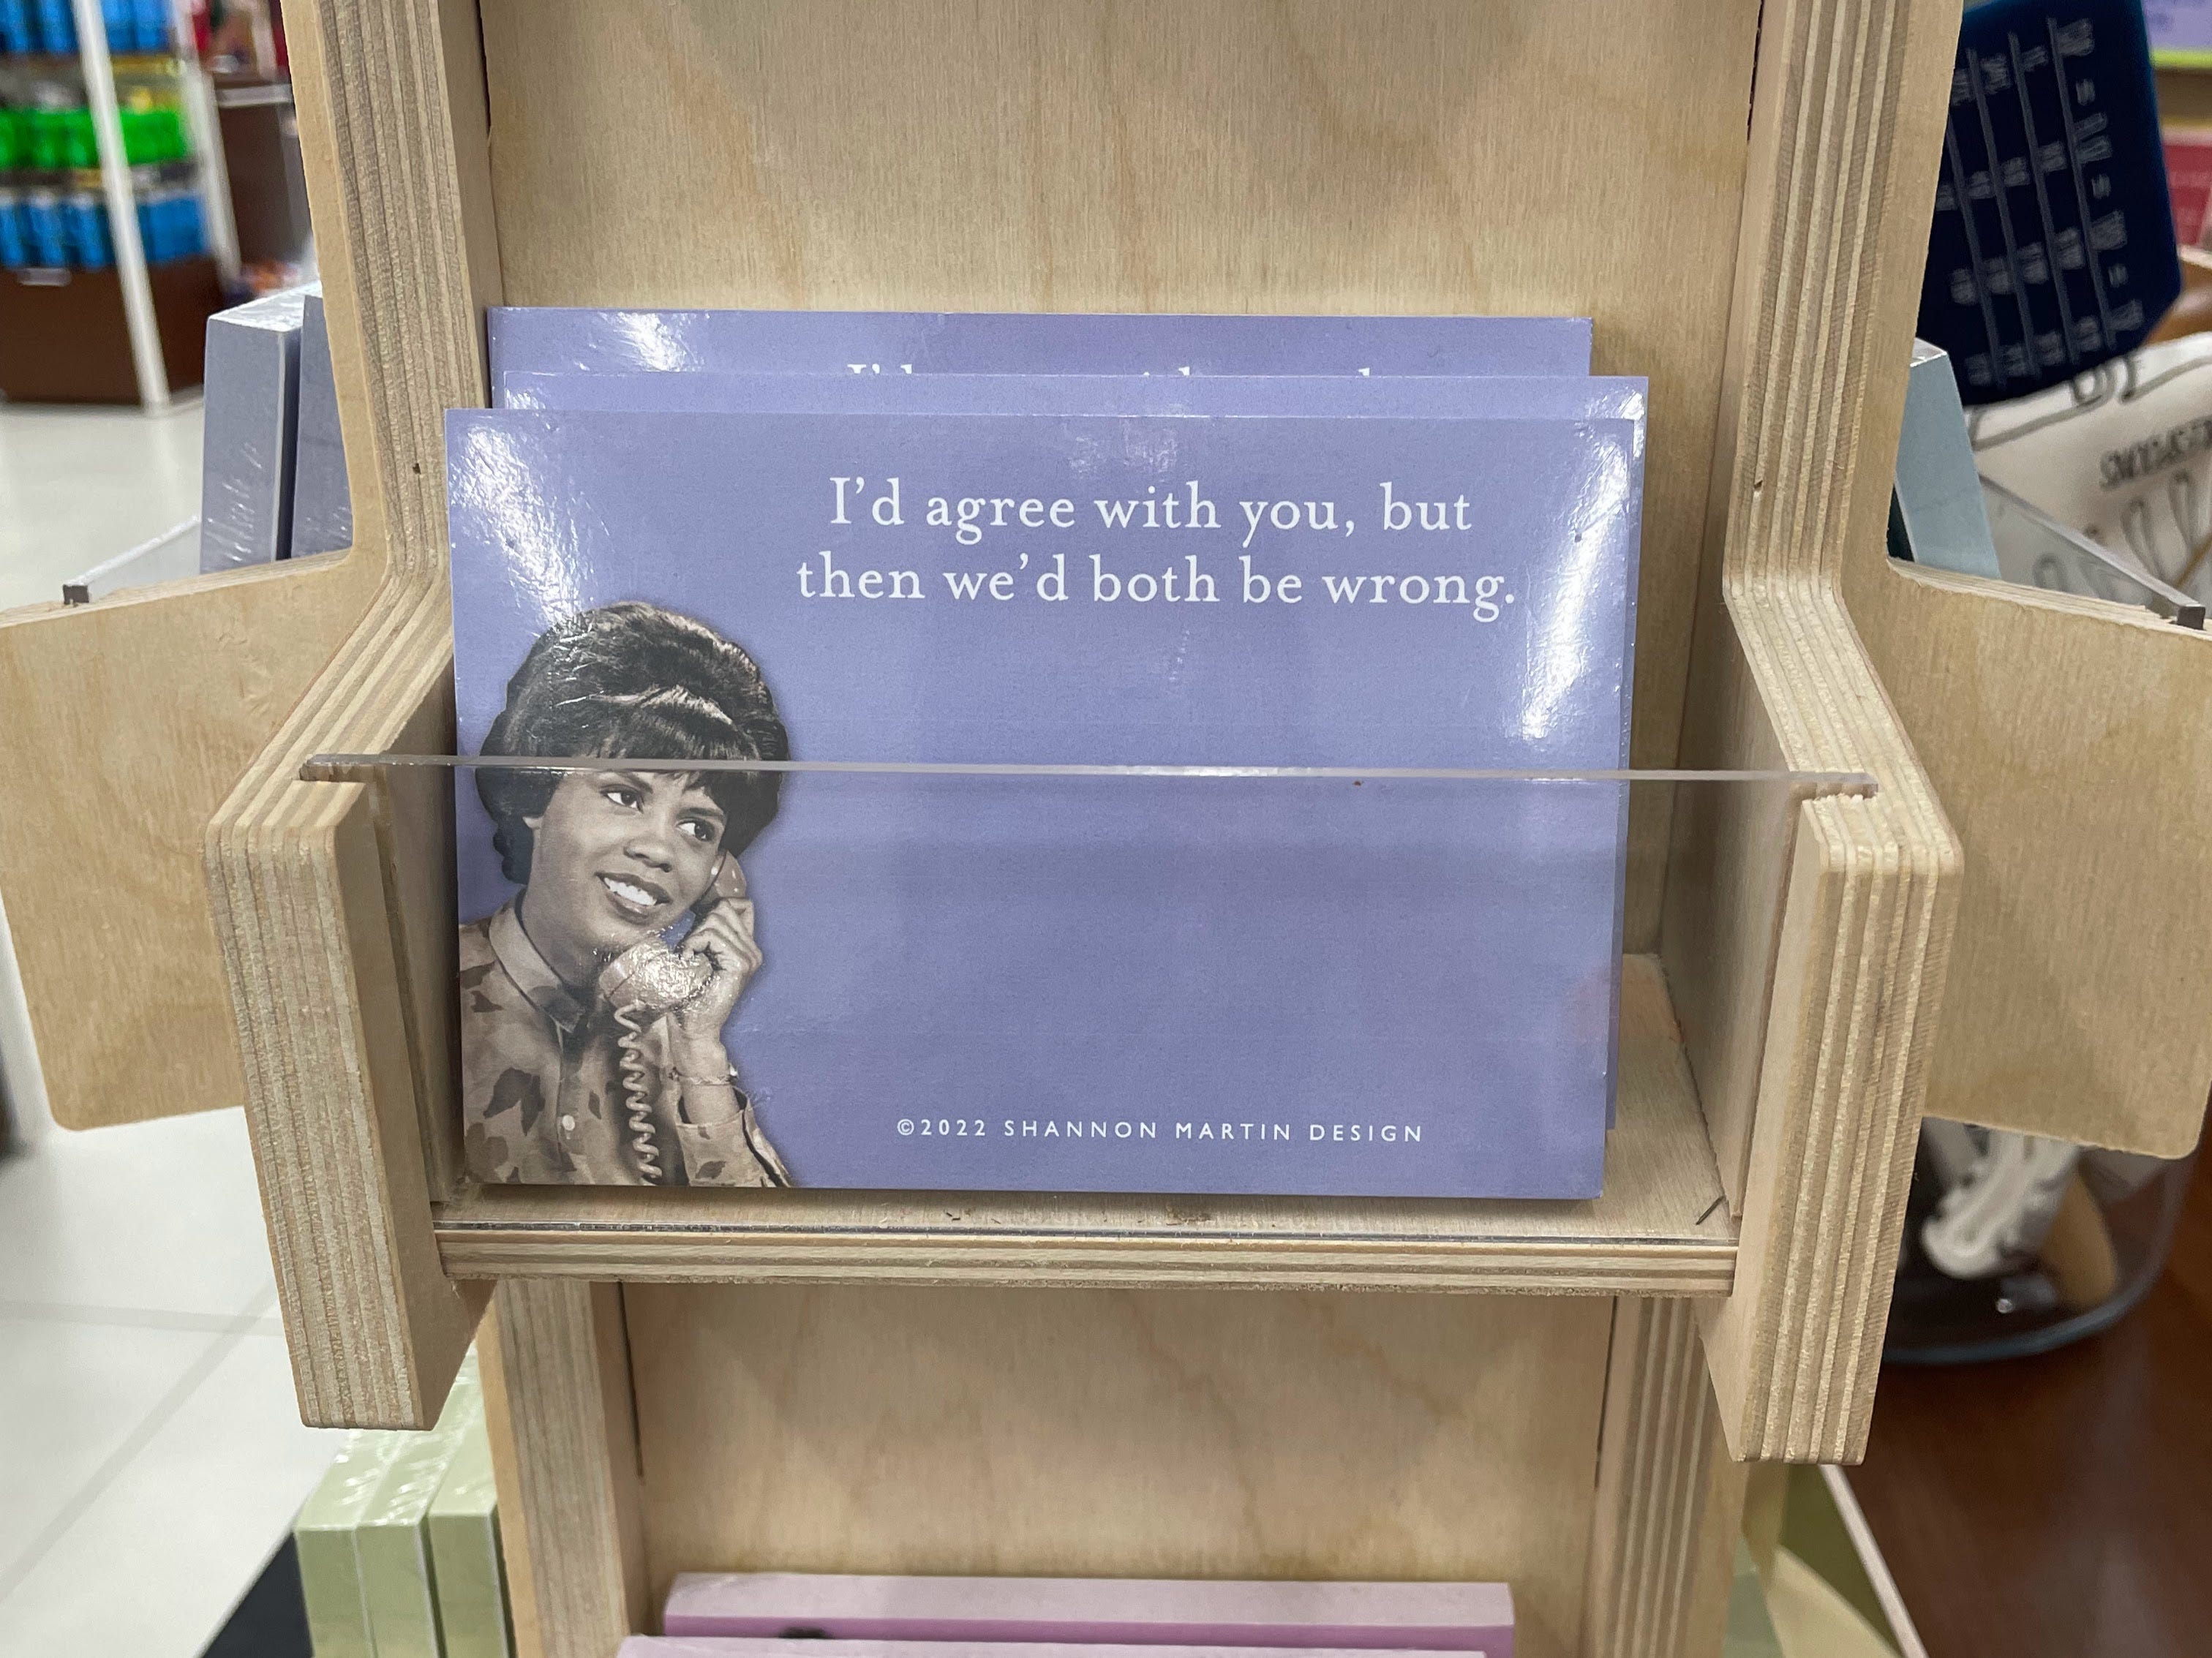 I'd agree with you, but
then we'd both be wrong.
©2022 SHANNON MARTIN DESIGN